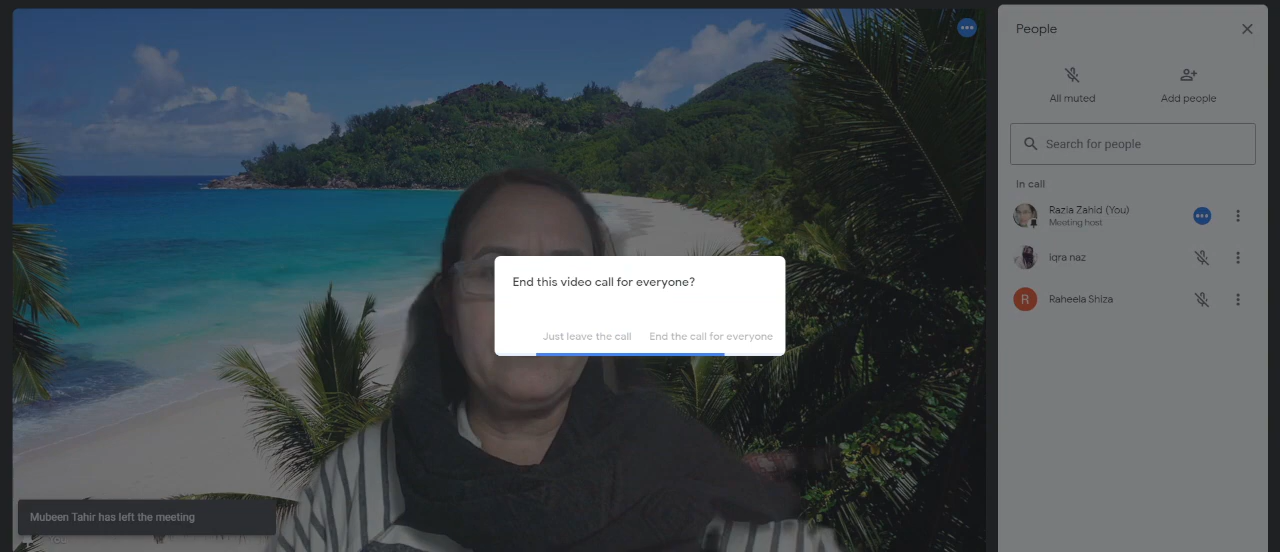 People
All muted
Add people
Search for people
In call
Razia Zahid (You)
Meeting host
iqra naz
R
Raheela Shiza
End this video call for everyone?
Just leave the call
End the call for everyone
Mubeen Tahir has left the meeting
You